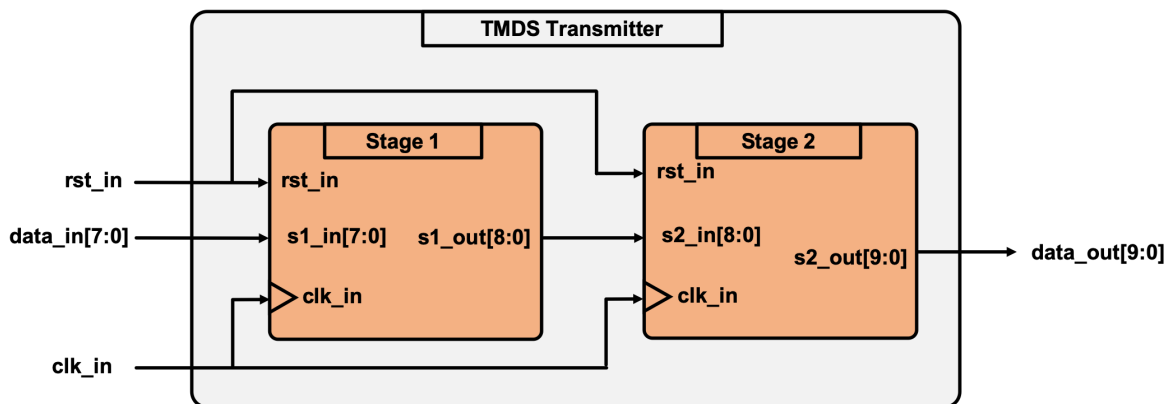 TMDS Transmitter
Stage 1
Stage 2
rst_in
rst_in
rst_in
data_in[7:0]
s1_in[7:0]
s1_out[8:0]
s2_in[8:0]
s2_out[9:0]
data_out[9:0]
clk_in
clk_in
clk_in